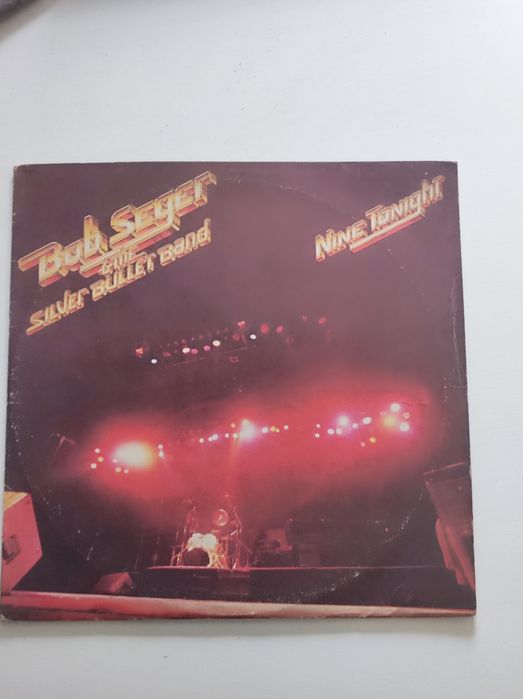 Bob Seger
& THE
SILVER BULLET BAND
NINE TONIGHT